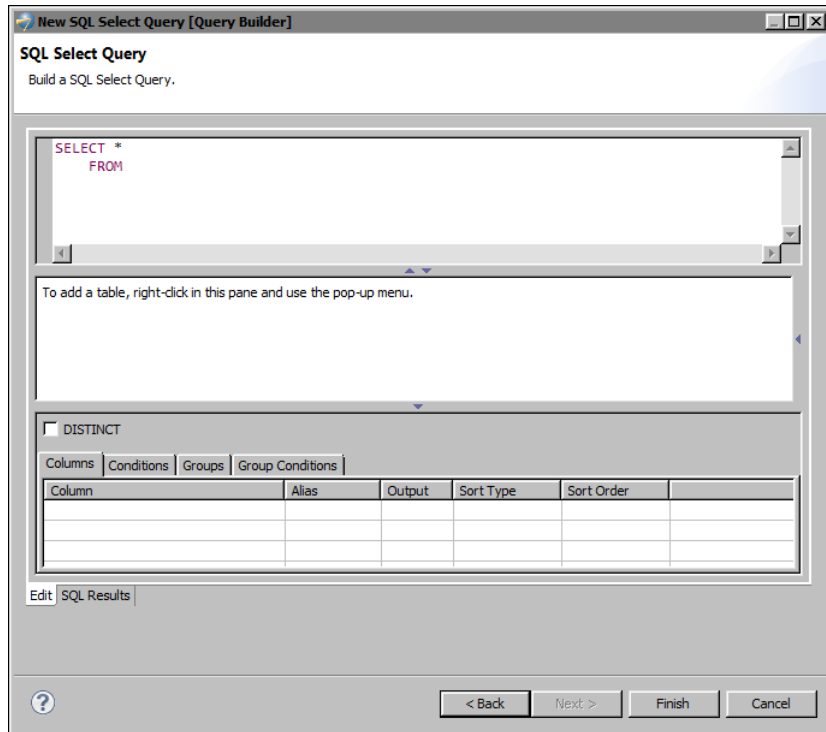 New SQL Select Query [Query Builder]
SQL Select Query
Build a SQL Select Query.
SELECT *
FROM
To add a table, right-click in this pane and use the pop-up menu.
DISTINCT
Columns Conditions Groups Group Conditions
Column Alias Output Sort Type Sort Order
Edit SQL Results
? < Back Next > Finish Cancel